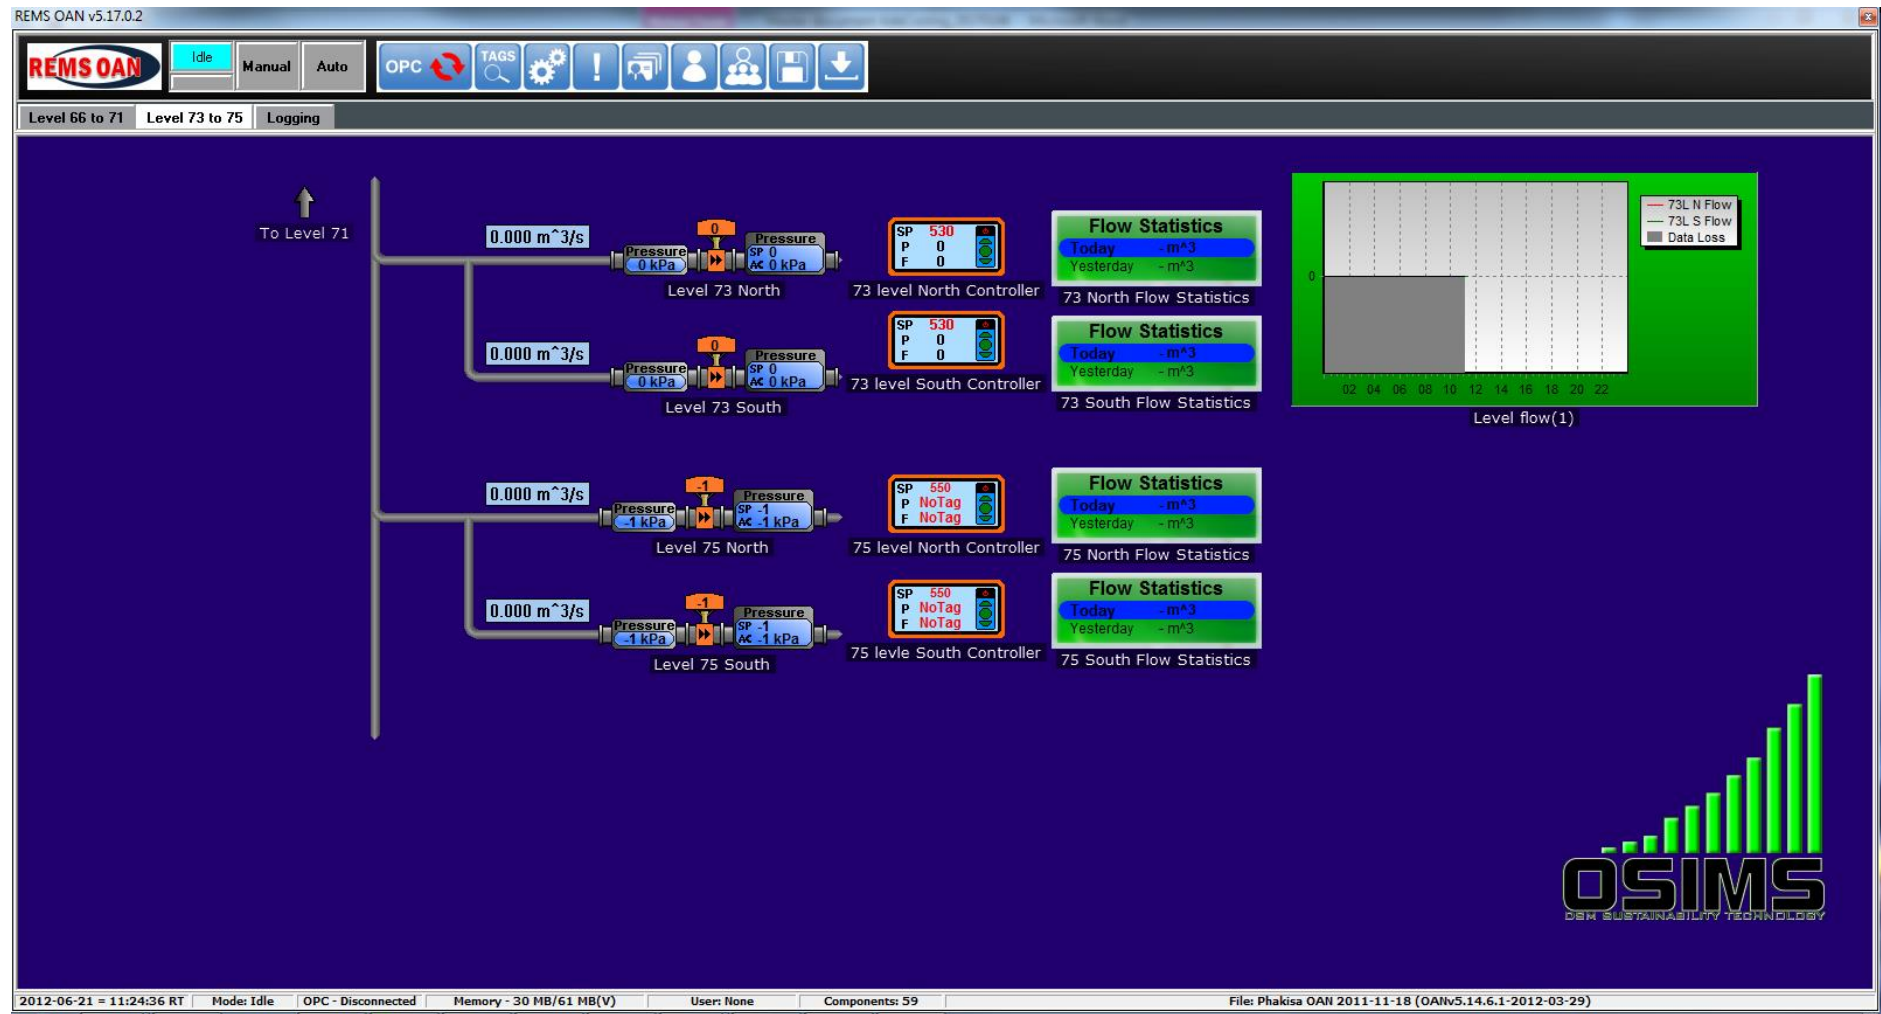 REMS OAN v5.17.0.2
REMS OAN
Idle
Manual
Auto
OPC
TAGS
Level 66 to 71
Level 73 to 75
Logging
To Level 71
0.000 m^3/s
0
Pressure
0 kPa
Pressure
SP 0
AC 0 kPa
Level 73 North
SP 530
P 0
F 0
73 level North Controller
Flow Statistics
Today - m^3
Yesterday - m^3
73 North Flow Statistics
0.000 m^3/s
0
Pressure
0 kPa
Pressure
SP 0
AC 0 kPa
Level 73 South
SP 530
P 0
F 0
73 level South Controller
Flow Statistics
Today - m^3
Yesterday - m^3
73 South Flow Statistics
73L N Flow
73L S Flow
Data Loss
0
02 04 06 08 10 12 14 16 18 20 22
Level flow(1)
0.000 m^3/s
-1
Pressure
-1 kPa
Pressure
SP -1
AC -1 kPa
Level 75 North
SP 550
P NoTag
F NoTag
75 level North Controller
Flow Statistics
Today - m^3
Yesterday - m^3
75 North Flow Statistics
0.000 m^3/s
-1
Pressure
-1 kPa
Pressure
SP -1
AC -1 kPa
Level 75 South
SP 550
P NoTag
F NoTag
75 levle South Controller
Flow Statistics
Today - m^3
Yesterday - m^3
75 South Flow Statistics
OSIMS
DSM SUSTAINABILITY TECHNOLOGY
2012-06-21 = 11:24:36 RT
Mode: Idle
OPC - Disconnected
Memory - 30 MB/61 MB(V)
User: None
Components: 59
File: Phakisa OAN 2011-11-18 (OANv5.14.6.1-2012-03-29)